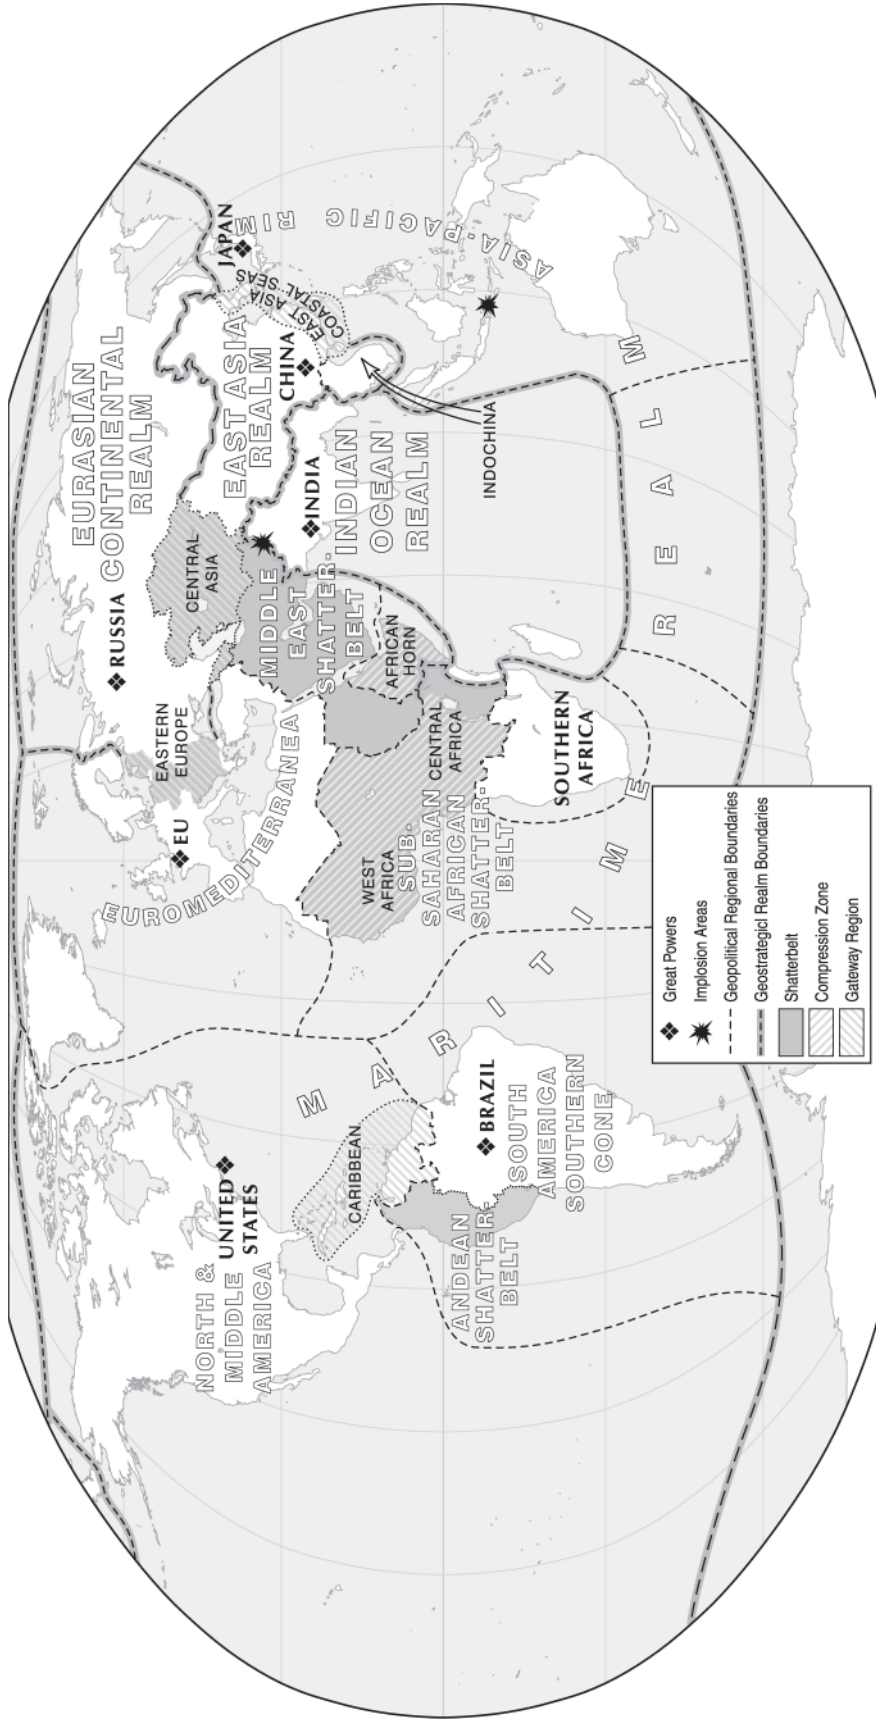 NORTH &
MIDDLE
AMERICA
UNITED
STATES
CARIBBEAN
ANDEAN
SHATTER-
BELT
BRAZIL
SOUTH
AMERICA
SOUTHERN
CONE
MARITIME REALM
EUROMEDITERRANEA
EU
EASTERN
EUROPE
RUSSIA
EURASIAN
CONTINENTAL
REALM
CENTRAL
ASIA
EAST ASIA
REALM
CHINA
JAPAN
EAST ASIA
COASTAL SEAS
ASIA-PACIFIC RIM
MIDDLE
EAST
SHATTER-
BELT
INDIA
INDIAN
OCEAN
REALM
INDOCHINA
WEST
AFRICA
SUB-
SAHARAN
AFRICAN
SHATTER-
BELT
CENTRAL
AFRICA
AFRICAN
HORN
SOUTHERN
AFRICA
Great Powers
Implosion Areas
Geopolitical Regional Boundaries
Geostrategicl Realm Boundaries
Shatterbelt
Compression Zone
Gateway Region